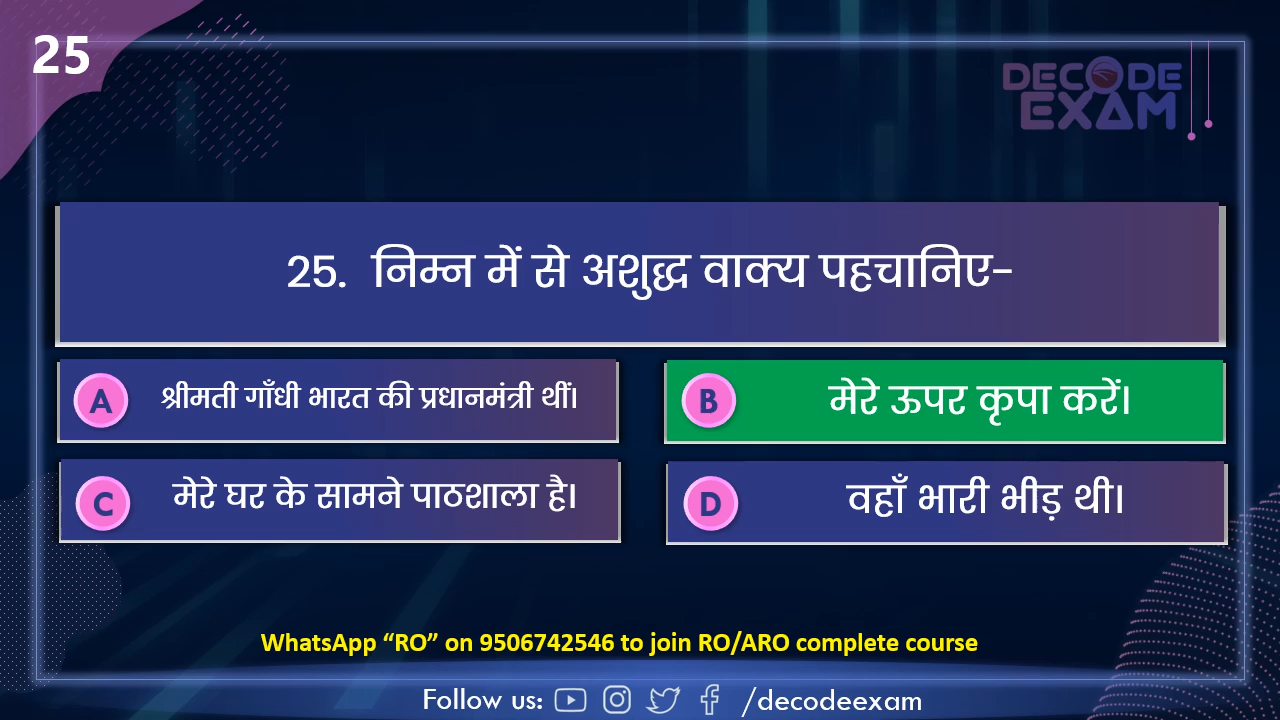 25
DECODE
EXAM
25. निम्न में से अशुद्ध वाक्य पहचानिए-
A श्रीमती गाँधी भारत की प्रधानमंत्री थीं।
B मेरे ऊपर कृपा करें।
C मेरे घर के सामने पाठशाला है।
D वहाँ भारी भीड़ थी।
WhatsApp “RO” on 9506742546 to join RO/ARO complete course
Follow us: /decodeexam